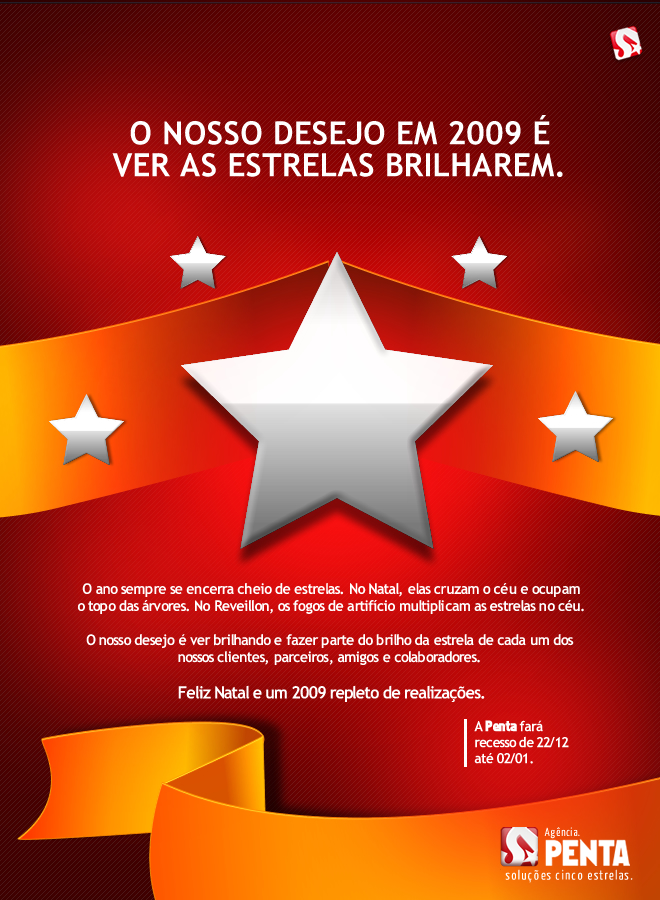 O NOSSO DESEJO EM 2009 É
VER AS ESTRELAS BRILHAREM.
O ano sempre se encerra cheio de estrelas. No Natal, elas cruzam o céu e ocupam
o topo das árvores. No Reveillon, os fogos de artifício multiplicam as estrelas no céu.
O nosso desejo é ver brilhando e fazer parte do brilho da estrela de cada um dos
nossos clientes, parceiros, amigos e colaboradores.
Feliz Natal e um 2009 repleto de realizações.
A Penta fará
recesso de 22/12
até 02/01.
Agência.
PENTA
soluções cinco estrelas.